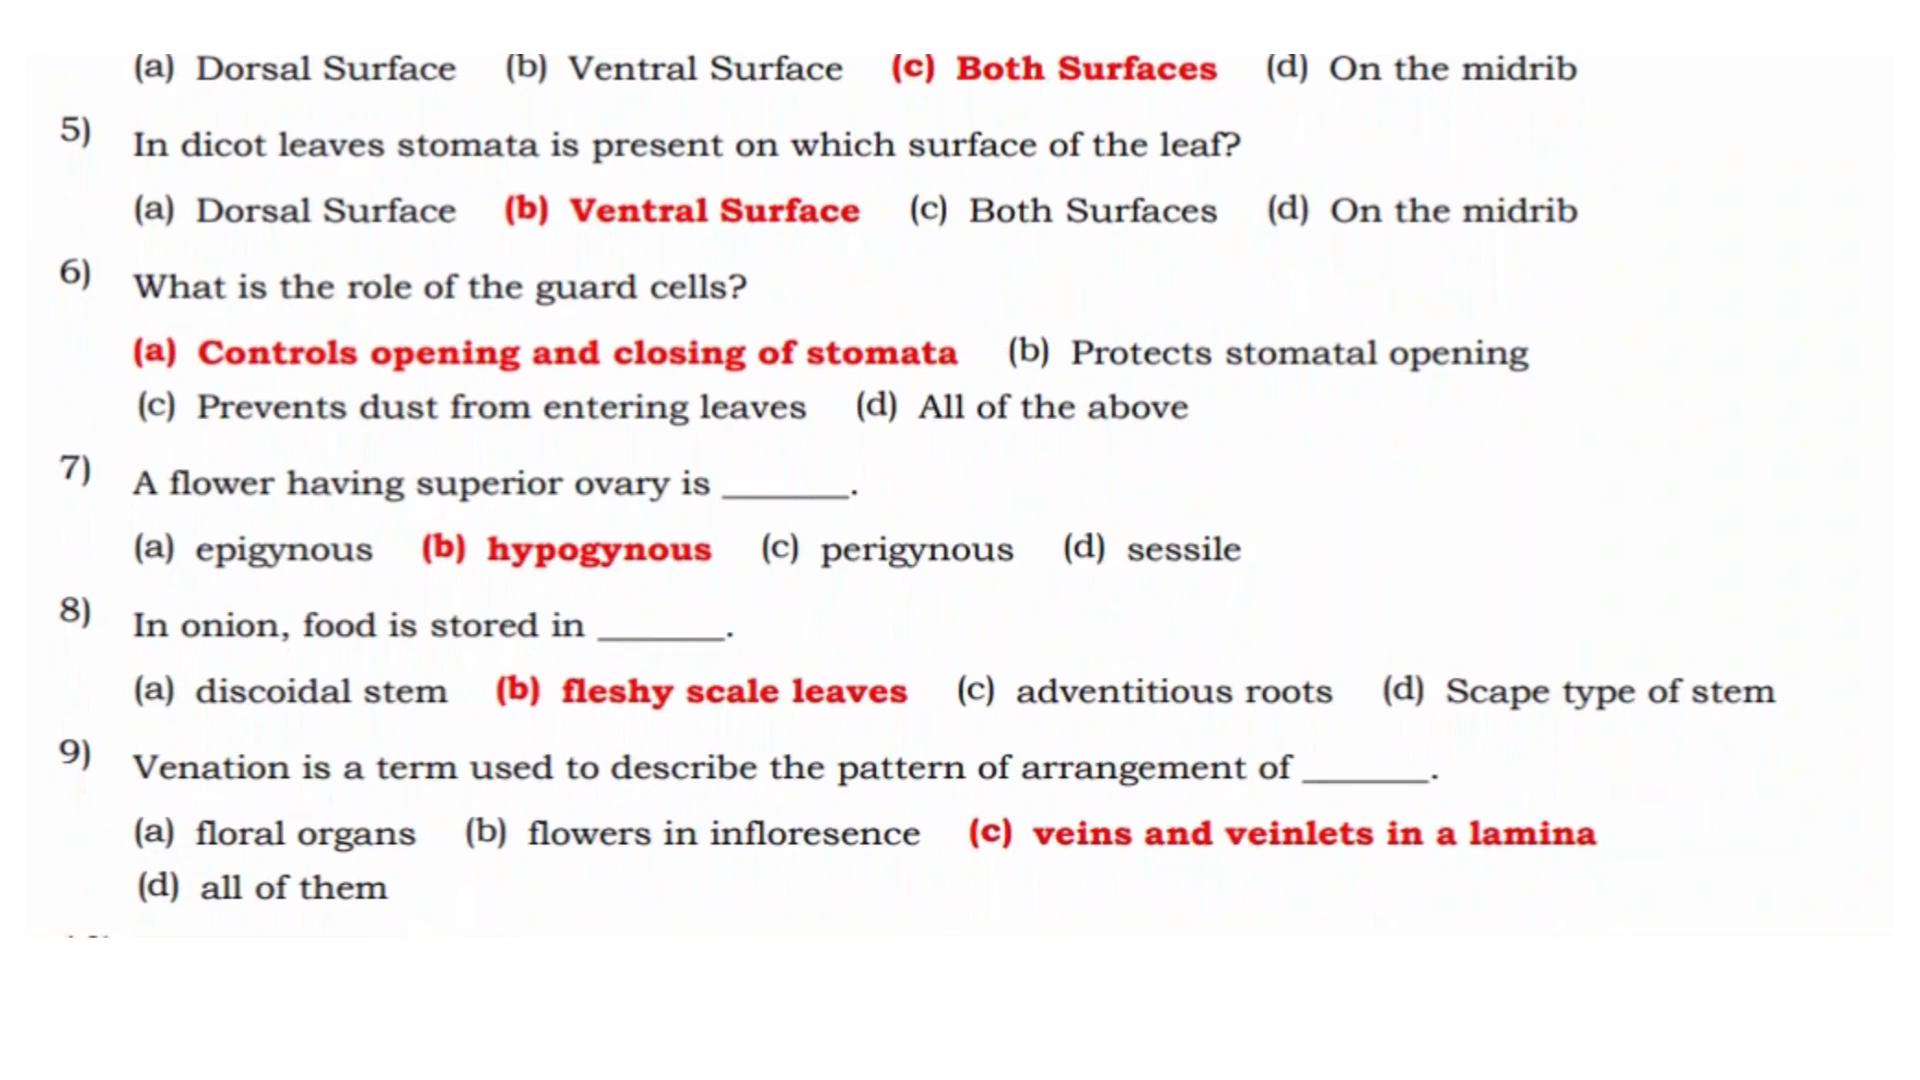 (a) Dorsal Surface (b) Ventral Surface (c) Both Surfaces (d) On the midrib
5) In dicot leaves stomata is present on which surface of the leaf?
(a) Dorsal Surface (b) Ventral Surface (c) Both Surfaces (d) On the midrib
6) What is the role of the guard cells?
(a) Controls opening and closing of stomata (b) Protects stomatal opening
(c) Prevents dust from entering leaves (d) All of the above
7) A flower having superior ovary is _______.
(a) epigynous (b) hypogynous (c) perigynous (d) sessile
8) In onion, food is stored in _______.
(a) discoidal stem (b) fleshy scale leaves (c) adventitious roots (d) Scape type of stem
9) Venation is a term used to describe the pattern of arrangement of _______.
(a) floral organs (b) flowers in infloresence (c) veins and veinlets in a lamina
(d) all of them